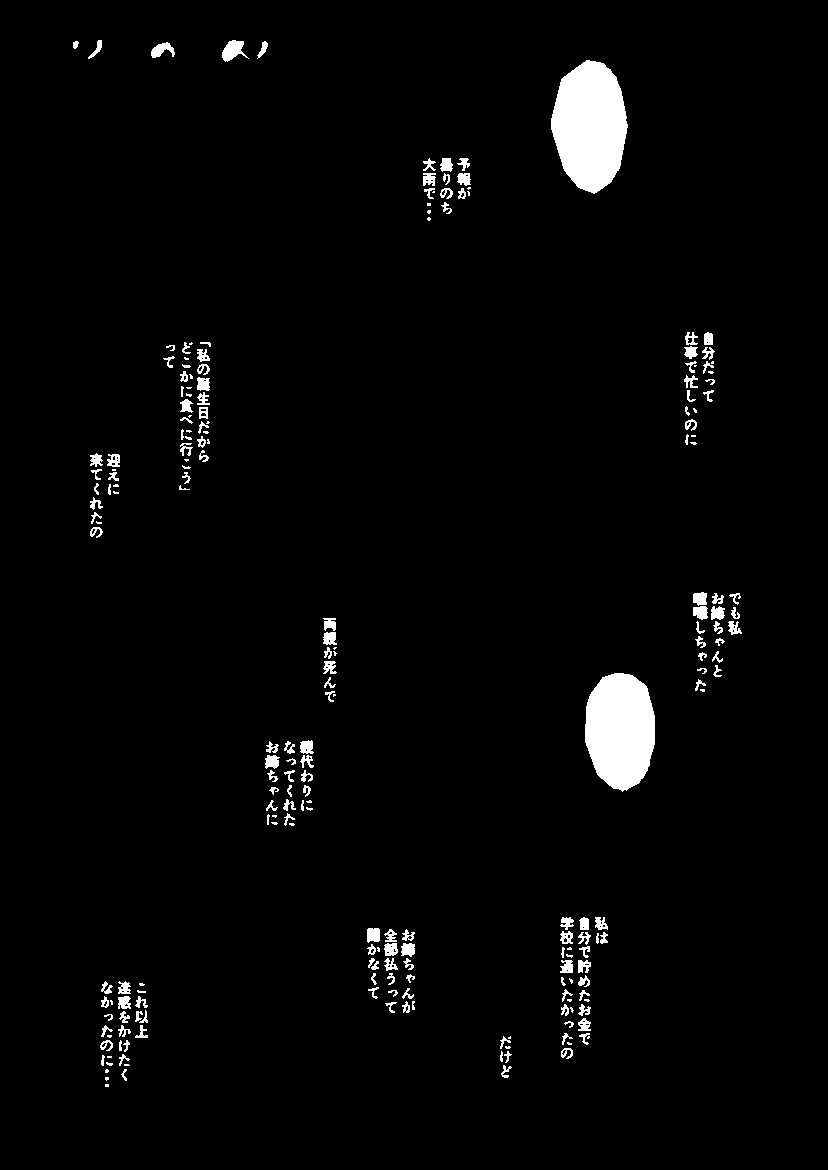 予報が
曇りのち
大雨で・・・
自分だって
仕事で忙しいのに
「私の誕生日だから
どこかに食べに行こう」
って
迎えに
来てくれたの
でも私
お姉ちゃんと
喧嘩しちゃった
両親が死んで
親代わりに
なってくれた
お姉ちゃんに
私は
自分で貯めたお金で
学校に通いたかったの
だけど
お姉ちゃんが
全部払うって
聞かなくて
これ以上
迷惑をかけたく
なかったのに・・・